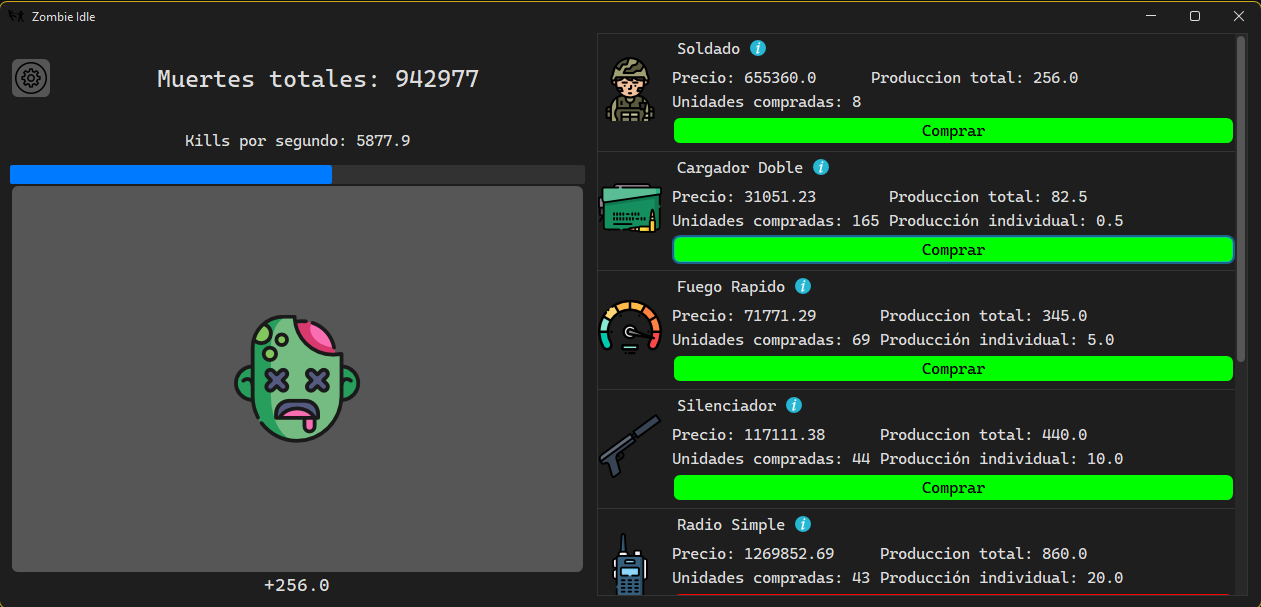 Zombie Idle
Muertes totales: 942977
Kills por segundo: 5877.9
+256.0
Soldado i
Precio: 655360.0 Produccion total: 256.0
Unidades compradas: 8
Comprar
Cargador Doble i
Precio: 31051.23 Produccion total: 82.5
Unidades compradas: 165 Producción individual: 0.5
Comprar
Fuego Rapido i
Precio: 71771.29 Produccion total: 345.0
Unidades compradas: 69 Producción individual: 5.0
Comprar
Silenciador i
Precio: 117111.38 Produccion total: 440.0
Unidades compradas: 44 Producción individual: 10.0
Comprar
Radio Simple i
Precio: 1269852.69 Produccion total: 860.0
Unidades compradas: 43 Producción individual: 20.0